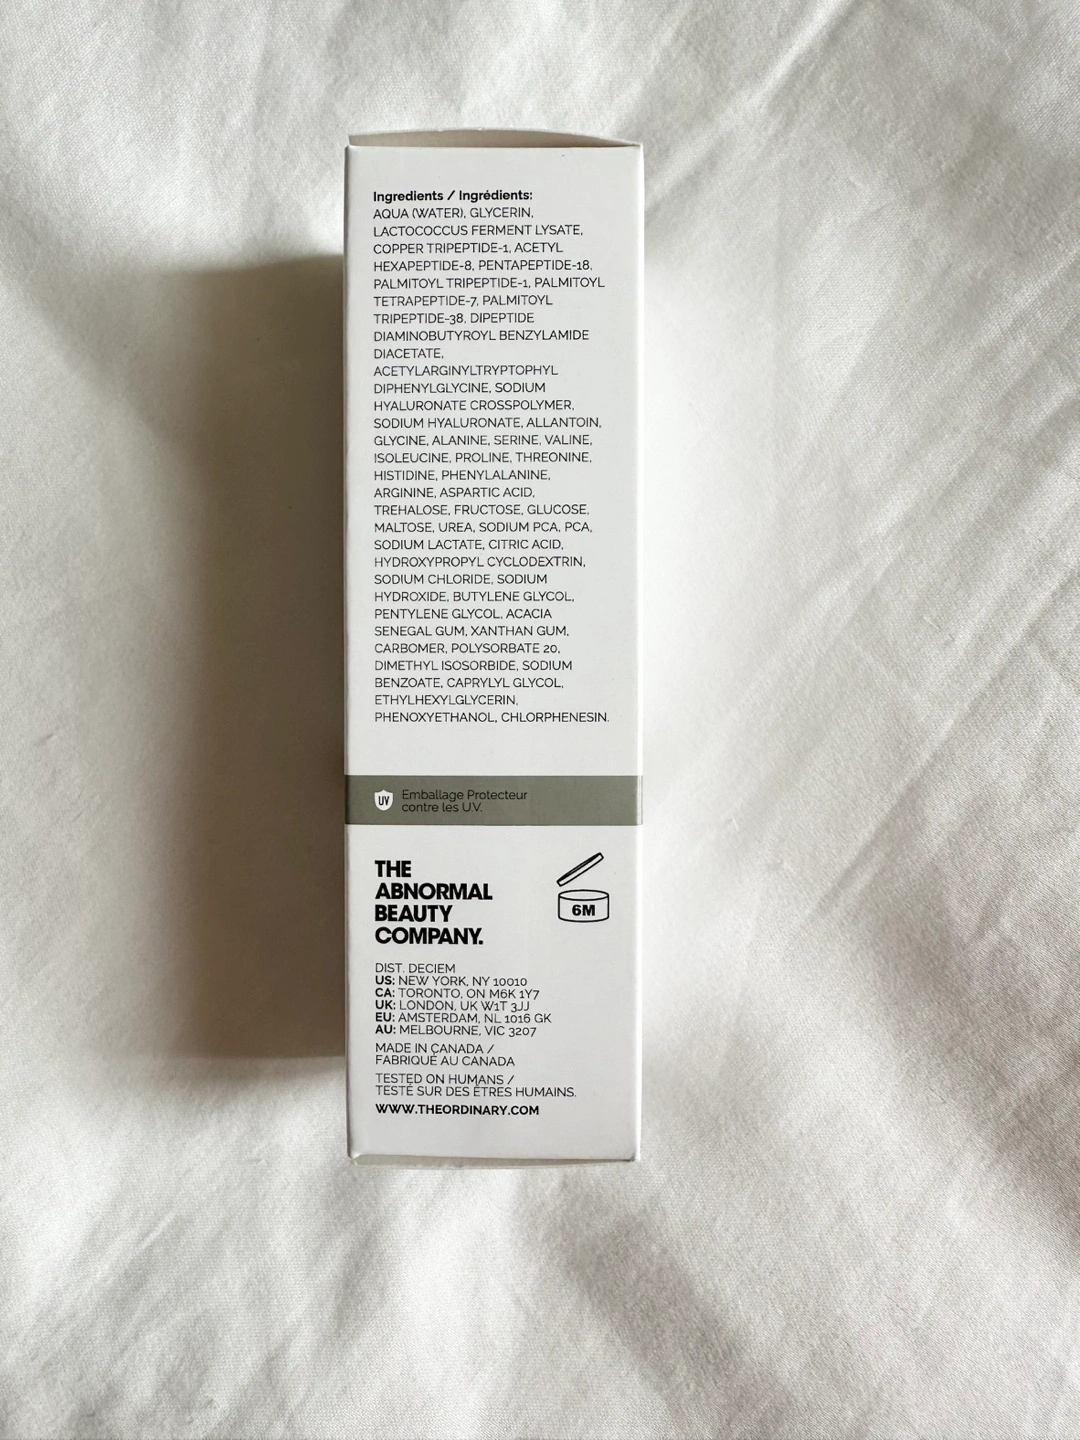 Ingredients / Ingrédients:
AQUA (WATER), GLYCERIN,
LACTOCOCCUS FERMENT LYSATE,
COPPER TRIPEPTIDE-1, ACETYL
HEXAPEPTIDE-8, PENTAPEPTIDE-18,
PALMITOYL TRIPEPTIDE-1, PALMITOYL
TETRAPEPTIDE-7, PALMITOYL
TRIPEPTIDE-38, DIPEPTIDE
DIAMINOBUTYROYL BENZYLAMIDE
DIACETATE,
ACETYLARGINYLTRYPTOPHYL
DIPHENYLGLYCINE, SODIUM
HYALURONATE CROSSPOLYMER,
SODIUM HYALURONATE, ALLANTOIN,
GLYCINE, ALANINE, SERINE, VALINE,
ISOLEUCINE, PROLINE, THREONINE,
HISTIDINE, PHENYLALANINE,
ARGININE, ASPARTIC ACID,
TREHALOSE, FRUCTOSE, GLUCOSE,
MALTOSE, UREA, SODIUM PCA, PCA,
SODIUM LACTATE, CITRIC ACID,
HYDROXYPROPYL CYCLODEXTRIN,
SODIUM CHLORIDE, SODIUM
HYDROXIDE, BUTYLENE GLYCOL,
PENTYLENE GLYCOL, ACACIA
SENEGAL GUM, XANTHAN GUM,
CARBOMER, POLYSORBATE 20,
DIMETHYL ISOSORBIDE, SODIUM
BENZOATE, CAPRYLYL GLYCOL,
ETHYLHEXYLGLYCERIN,
PHENOXYETHANOL, CHLORPHENESIN.
UV
Emballage Protecteur
contre les U.V.
THE
ABNORMAL
BEAUTY
COMPANY.
6M
DIST. DECIEM
US: NEW YORK, NY 10010
CA: TORONTO, ON M6K 1Y7
UK: LONDON, UK W1T 3JJ
EU: AMSTERDAM, NL 1016 GK
AU: MELBOURNE, VIC 3207
MADE IN CANADA /
FABRIQUÉ AU CANADA
TESTED ON HUMANS /
TESTÉ SUR DES ÊTRES HUMAINS.
WWW.THEORDINARY.COM